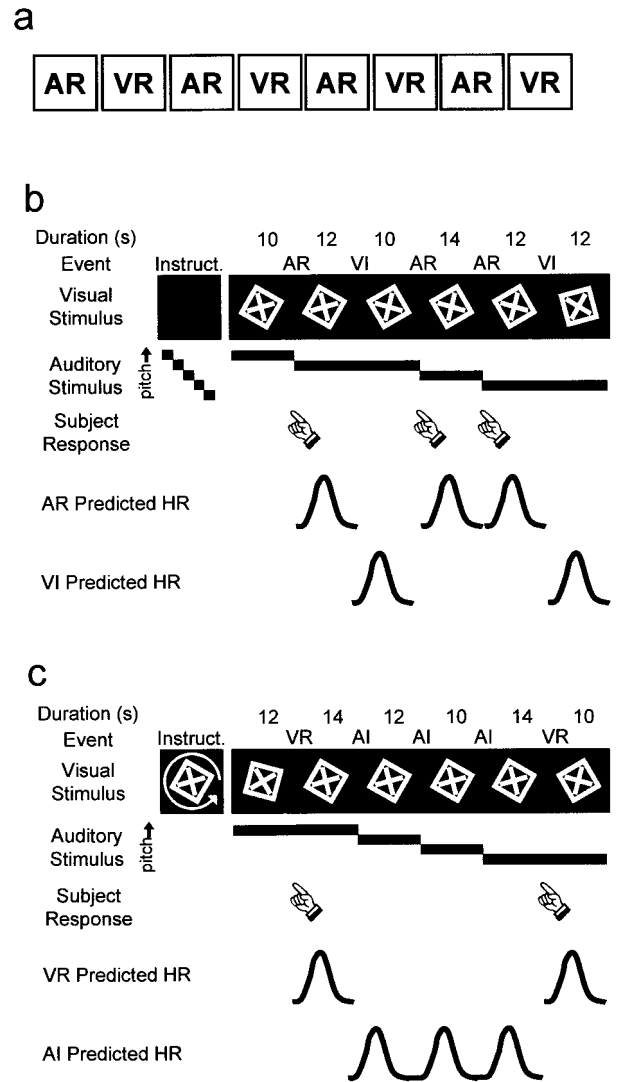 a
AR VR AR VR AR VR AR VR
b
Duration (s) 10 12 10 14 12 12
Event Instruct. AR VI AR AR VI
Visual
Stimulus
Auditory
Stimulus
pitch
Subject
Response
AR Predicted HR
VI Predicted HR
c
Duration (s) 12 14 12 10 14 10
Event Instruct. VR AI AI AI VR
Visual
Stimulus
Auditory
Stimulus
pitch
Subject
Response
VR Predicted HR
AI Predicted HR